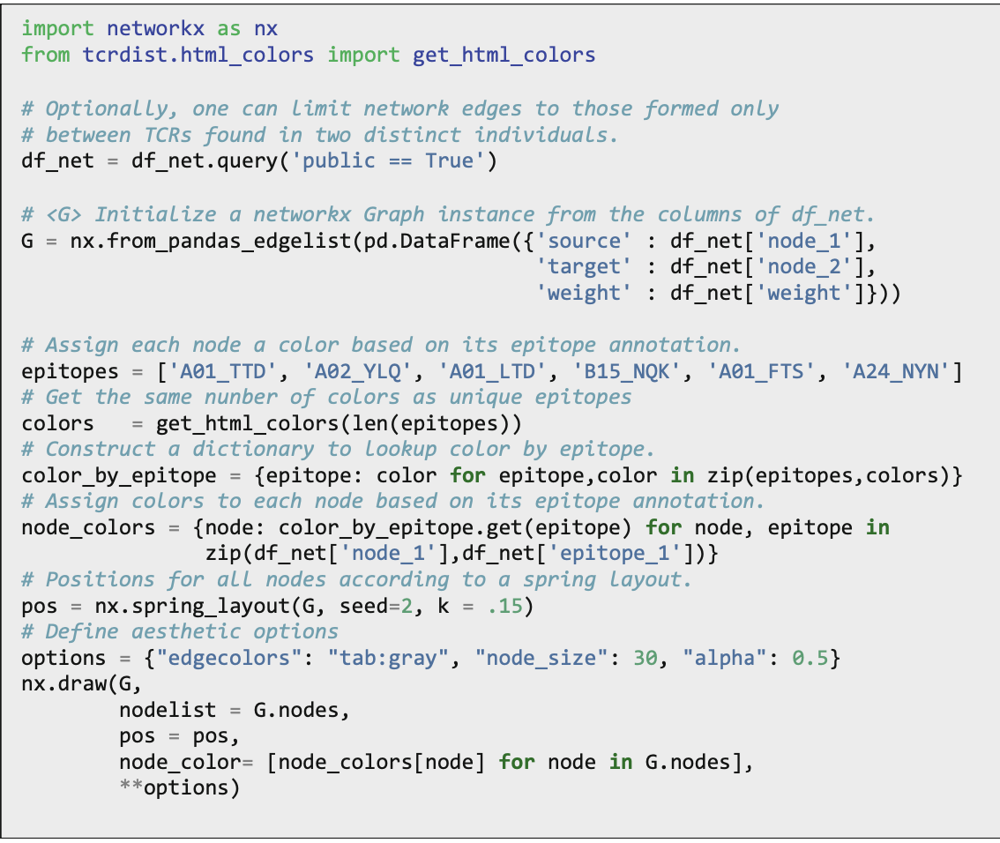 import networkx as nx
from tcrdist.html_colors import get_html_colors

# Optionally, one can limit network edges to those formed only
# between TCRs found in two distinct individuals.
df_net = df_net.query('public == True')

# <G> Initialize a networkx Graph instance from the columns of df_net.
G = nx.from_pandas_edgelist(pd.DataFrame({'source' : df_net['node_1'],
                                          'target' : df_net['node_2'],
                                          'weight' : df_net['weight']}))

# Assign each node a color based on its epitope annotation.
epitopes = ['A01_TTD', 'A02_YLQ', 'A01_LTD', 'B15_NQK', 'A01_FTS', 'A24_NYN']
# Get the same nunber of colors as unique epitopes
colors   = get_html_colors(len(epitopes))
# Construct a dictionary to lookup color by epitope.
color_by_epitope = {epitope: color for epitope,color in zip(epitopes,colors)}
# Assign colors to each node based on its epitope annotation.
node_colors = {node: color_by_epitope.get(epitope) for node, epitope in
               zip(df_net['node_1'],df_net['epitope_1'])}
# Positions for all nodes according to a spring layout.
pos = nx.spring_layout(G, seed=2, k = .15)
# Define aesthetic options
options = {"edgecolors": "tab:gray", "node_size": 30, "alpha": 0.5}
nx.draw(G,
        nodelist = G.nodes,
        pos = pos,
        node_color= [node_colors[node] for node in G.nodes],
        **options)